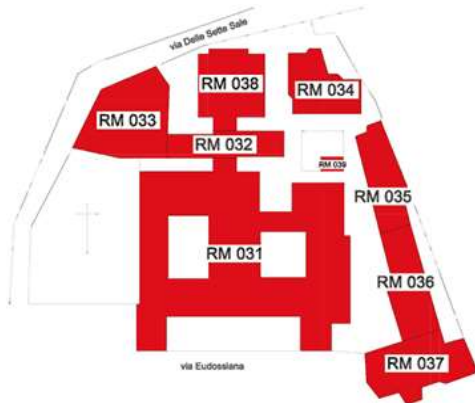 via Delle Sette Sale
RM 038
RM 034
RM 033
RM 032
RM 039
RM 035
RM 031
RM 036
RM 037
via Eudossiana